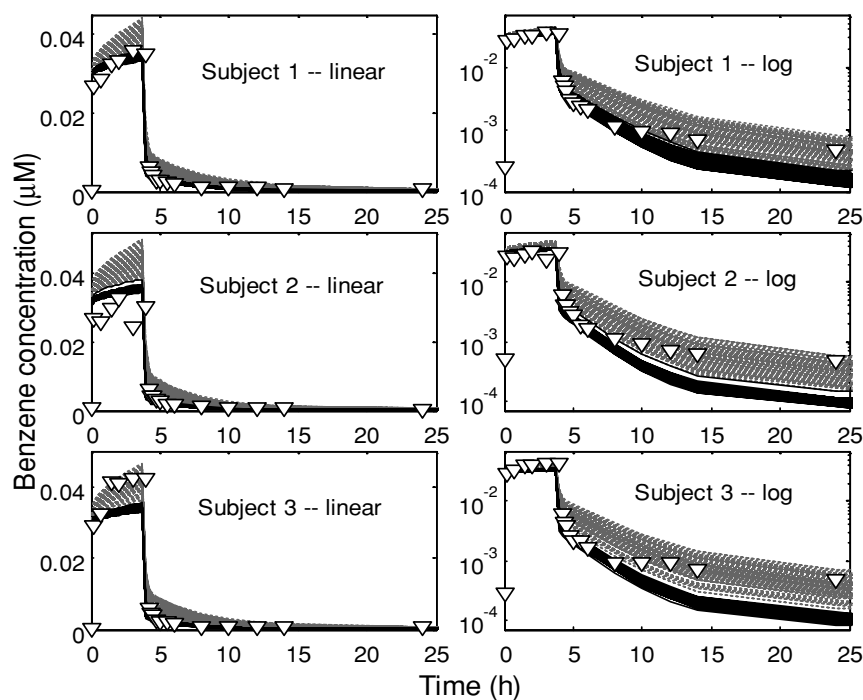 Benzene concentration (μM)
0.04
0.02
0
0 5 10 15 20 25
Subject 1 -- linear
10⁻²
10⁻³
10⁻⁴
0 5 10 15 20 25
Subject 1 -- log
0.04
0.02
0
0 5 10 15 20 25
Subject 2 -- linear
10⁻²
10⁻³
10⁻⁴
0 5 10 15 20 25
Subject 2 -- log
0.04
0.02
0
0 5 10 15 20 25
Subject 3 -- linear
10⁻²
10⁻³
10⁻⁴
0 5 10 15 20 25
Subject 3 -- log
Time (h)